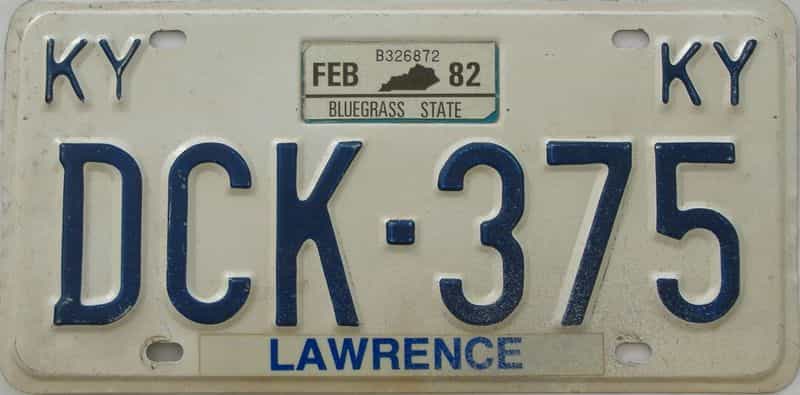 KY KY
B326872
FEB 82
BLUEGRASS STATE
DCK·375
LAWRENCE